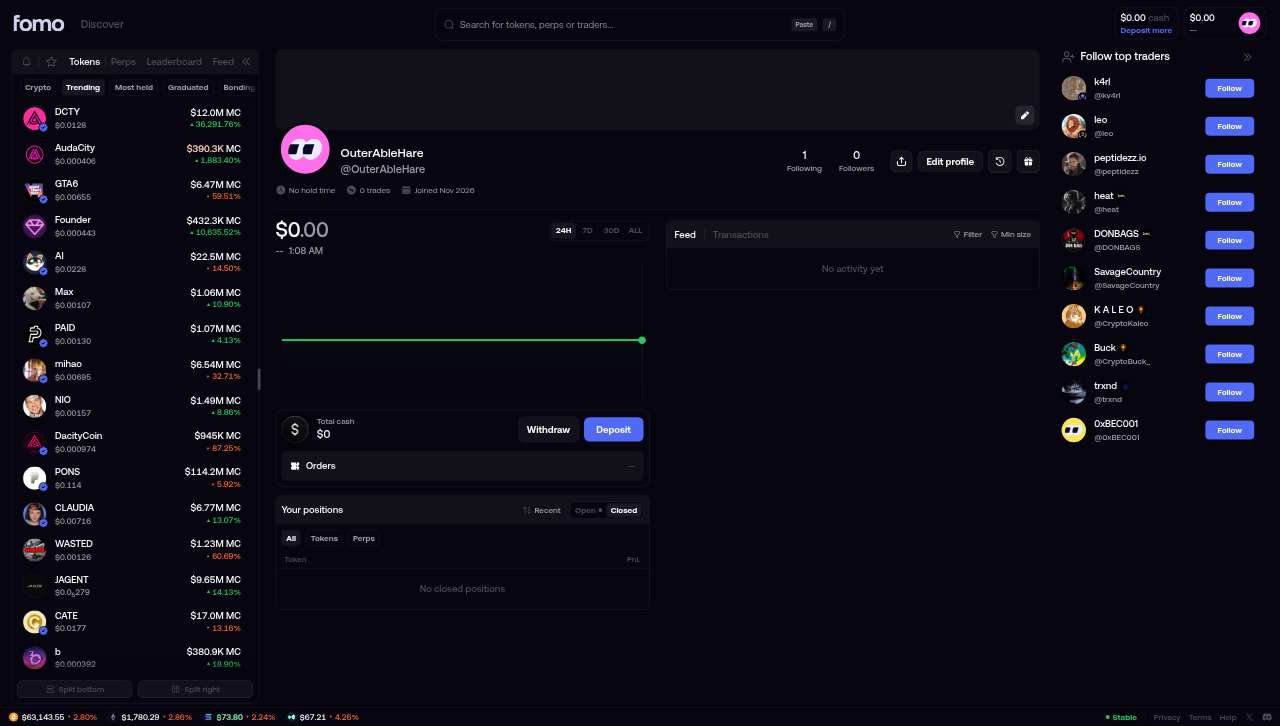 fomo
Discover
Search for tokens, perps or traders...
Paste
/
$0.00 cash
Deposit more
$0.00
—
Tokens Perps Leaderboard Feed
Crypto Trending Most held Graduated Bonding
DCTY $12.0M MC
$0.0128 36,291.76%
AudaCity $390.3K MC
$0.000406 1,883.40%
GTA6 $6.47M MC
$0.00655 59.51%
Founder $432.3K MC
$0.000443 10,635.52%
AI $22.5M MC
$0.0228 14.50%
Max $1.06M MC
$0.00107 10.90%
PAID $1.07M MC
$0.00130 4.13%
mihao $6.54M MC
$0.00695 32.71%
NIO $1.49M MC
$0.00157 8.86%
DacityCoin $945K MC
$0.000974 87.25%
PONS $114.2M MC
$0.114 5.92%
CLAUDIA $6.77M MC
$0.00716 13.07%
WASTED $1.23M MC
$0.00126 60.69%
JAGENT $9.65M MC
$0.0₅279 14.13%
CATE $17.0M MC
$0.0177 13.16%
b $380.9K MC
$0.000392 18.90%
Split bottom Split right
OuterAbleHare
@OuterAbleHare
1 Following
0 Followers
Edit profile
No hold time 0 trades Joined Nov 2026
$0.00
-- 1:08 AM
24H 7D 30D ALL
Total cash
$0
Withdraw Deposit
Orders —
Your positions
Recent Open Closed
All Tokens Perps
Token PnL
No closed positions
Feed Transactions Filter Min size
No activity yet
Follow top traders
k4rl
@kv4rl
Follow
leo
@leo
Follow
peptidezz.io
@peptidezz
Follow
heat
@heat
Follow
DONBAGS
@DONBAGS
Follow
SavageCountry
@SavageCountry
Follow
K A L E O
@CryptoKaleo
Follow
Buck
@CryptoBuck_
Follow
trxnd
@trxnd
Follow
0xBEC001
@0xBEC001
Follow
$63,143.55 2.80% $1,780.29 2.86% $73.80 2.24% $67.21 4.26%
Stable Privacy Terms Help